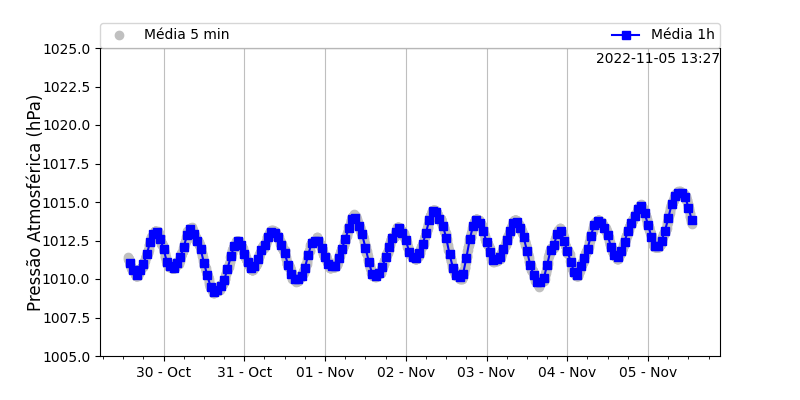 Média 5 min
Média 1h
2022-11-05 13:27
Pressão Atmosférica (hPa)
1025.0
1022.5
1020.0
1017.5
1015.0
1012.5
1010.0
1007.5
1005.0
30 - Oct
31 - Oct
01 - Nov
02 - Nov
03 - Nov
04 - Nov
05 - Nov